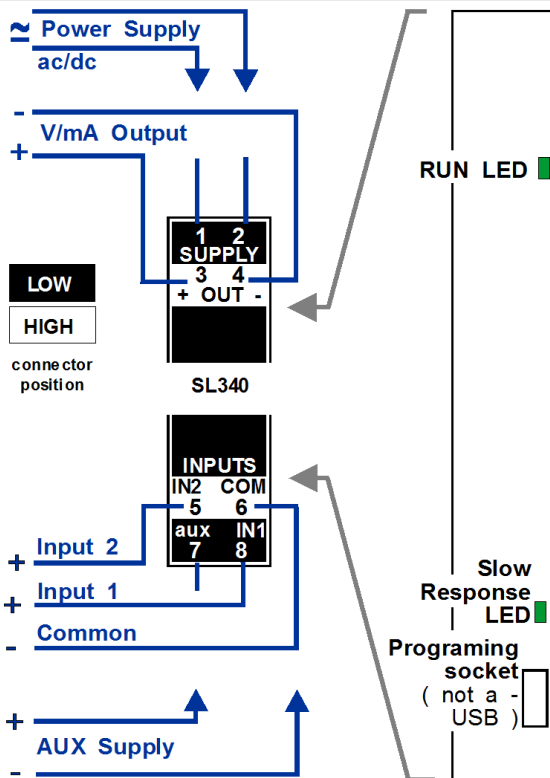 ≂ Power Supply
ac/dc
-
V/mA Output
+
RUN LED
1 2
SUPPLY
3 4
+ OUT -
LOW
HIGH
connector
position
SL340
INPUTS
IN2 COM
5 6
aux IN1
7 8
+ Input 2
+ Input 1
- Common
Slow
Response
LED
Programing
socket
( not a -
USB )
+
AUX Supply
-